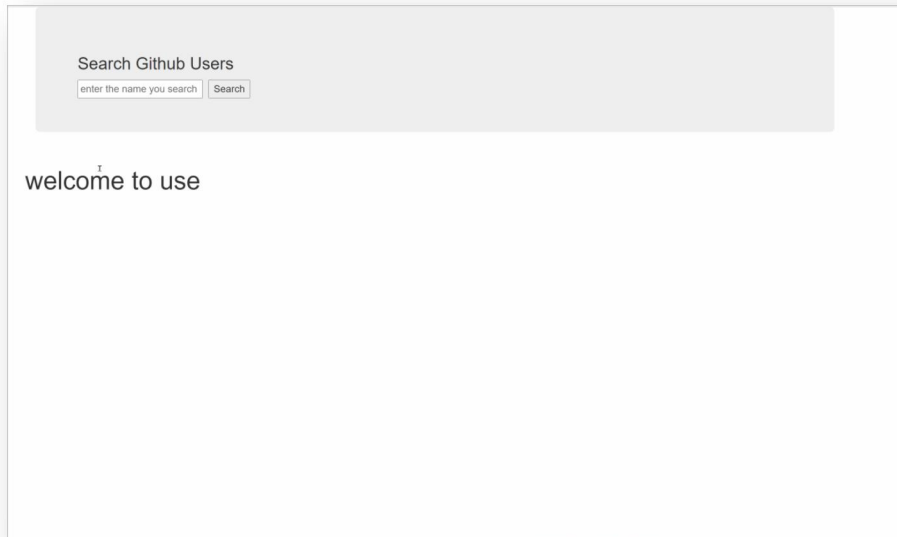 Search Github Users
enter the name you search
Search
welcome to use